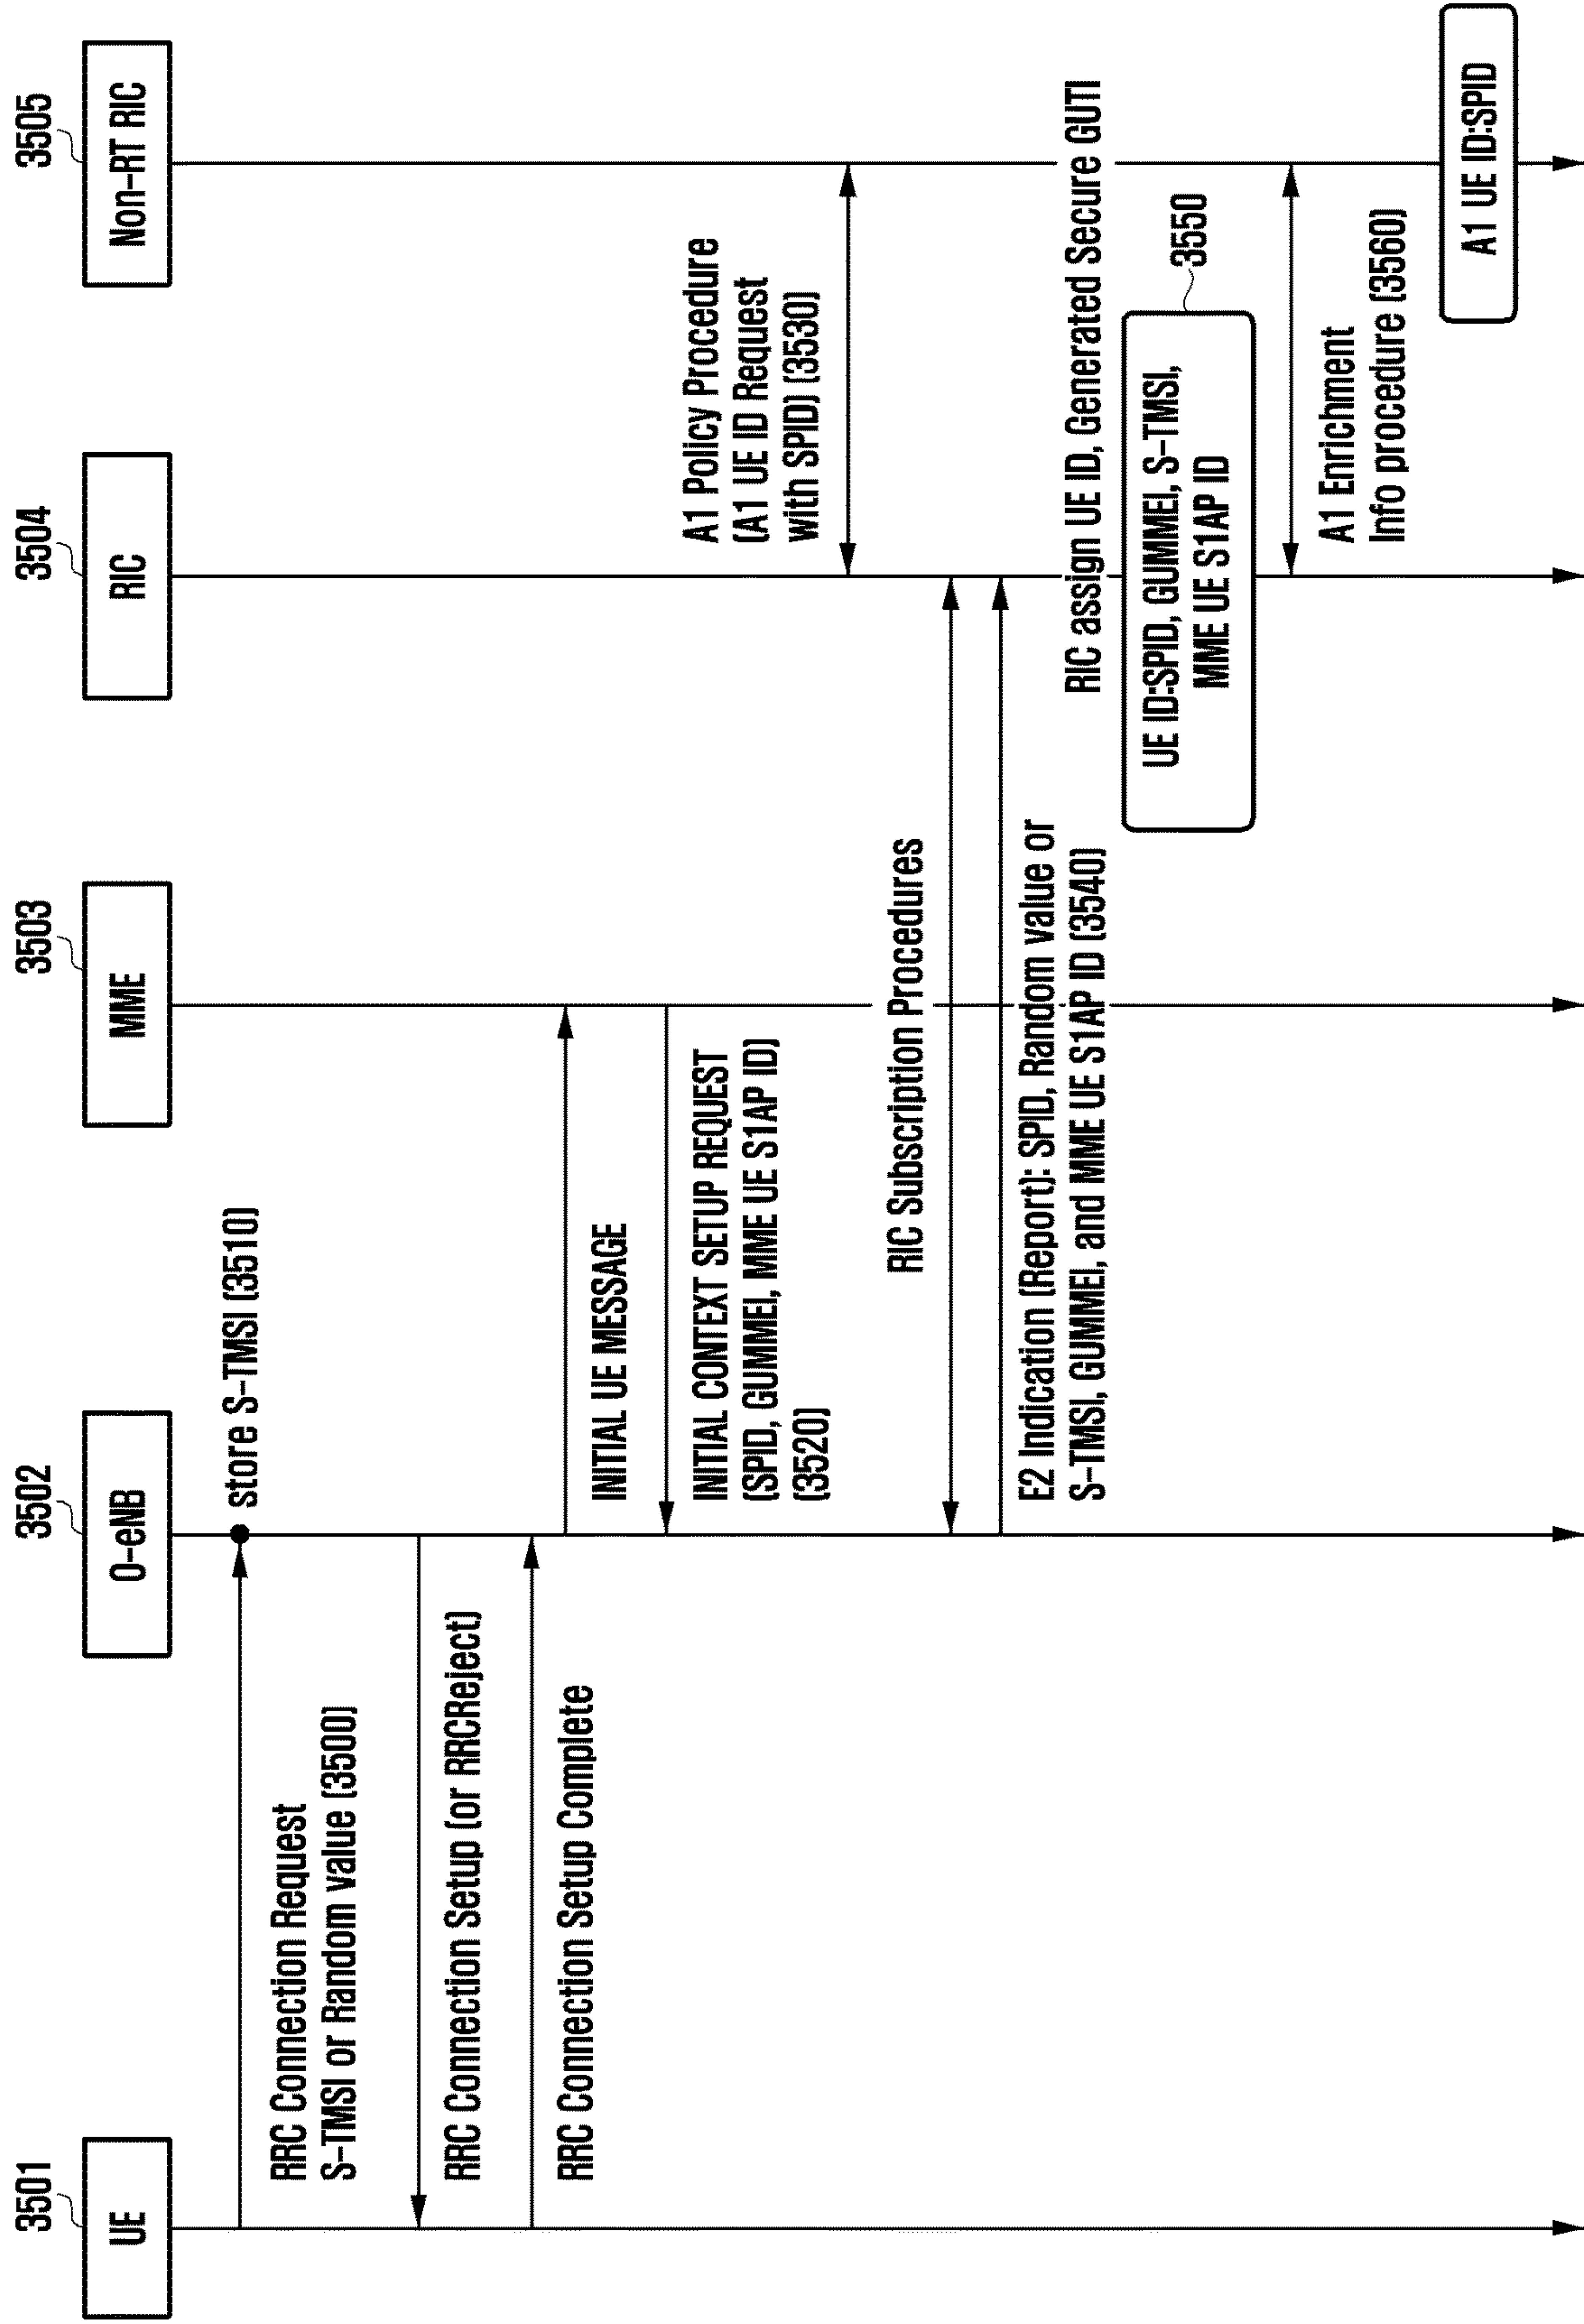 3501
3502
3503
3504
3505
UE
O-eNB
MME
RIC
Non-RT RIC
store S-TMSI (3510)
RRC Connection Request
S-TMSI or Random value (3500)
RRC Connection Setup (or RRCReject)
RRC Connection Setup Complete
INITIAL UE MESSAGE
INITIAL CONTEXT SETUP REQUEST
(SPID, GUMMEI, MME UE S1AP ID)
(3520)
A1 Policy Procedure
(A1 UE ID Request
with SPID) (3530)
RIC Subscription Procedures
E2 Indication (Report): SPID, Random value or
S-TMSI, GUMMEI, and MME UE S1AP ID (3540)
RIC assign UE ID, Generated Secure GUTI
UE ID:SPID, GUMMEI, S-TMSI,
MME UE S1AP ID
3550
A1 Enrichment
Info procedure (3560)
A1 UE ID:SPID